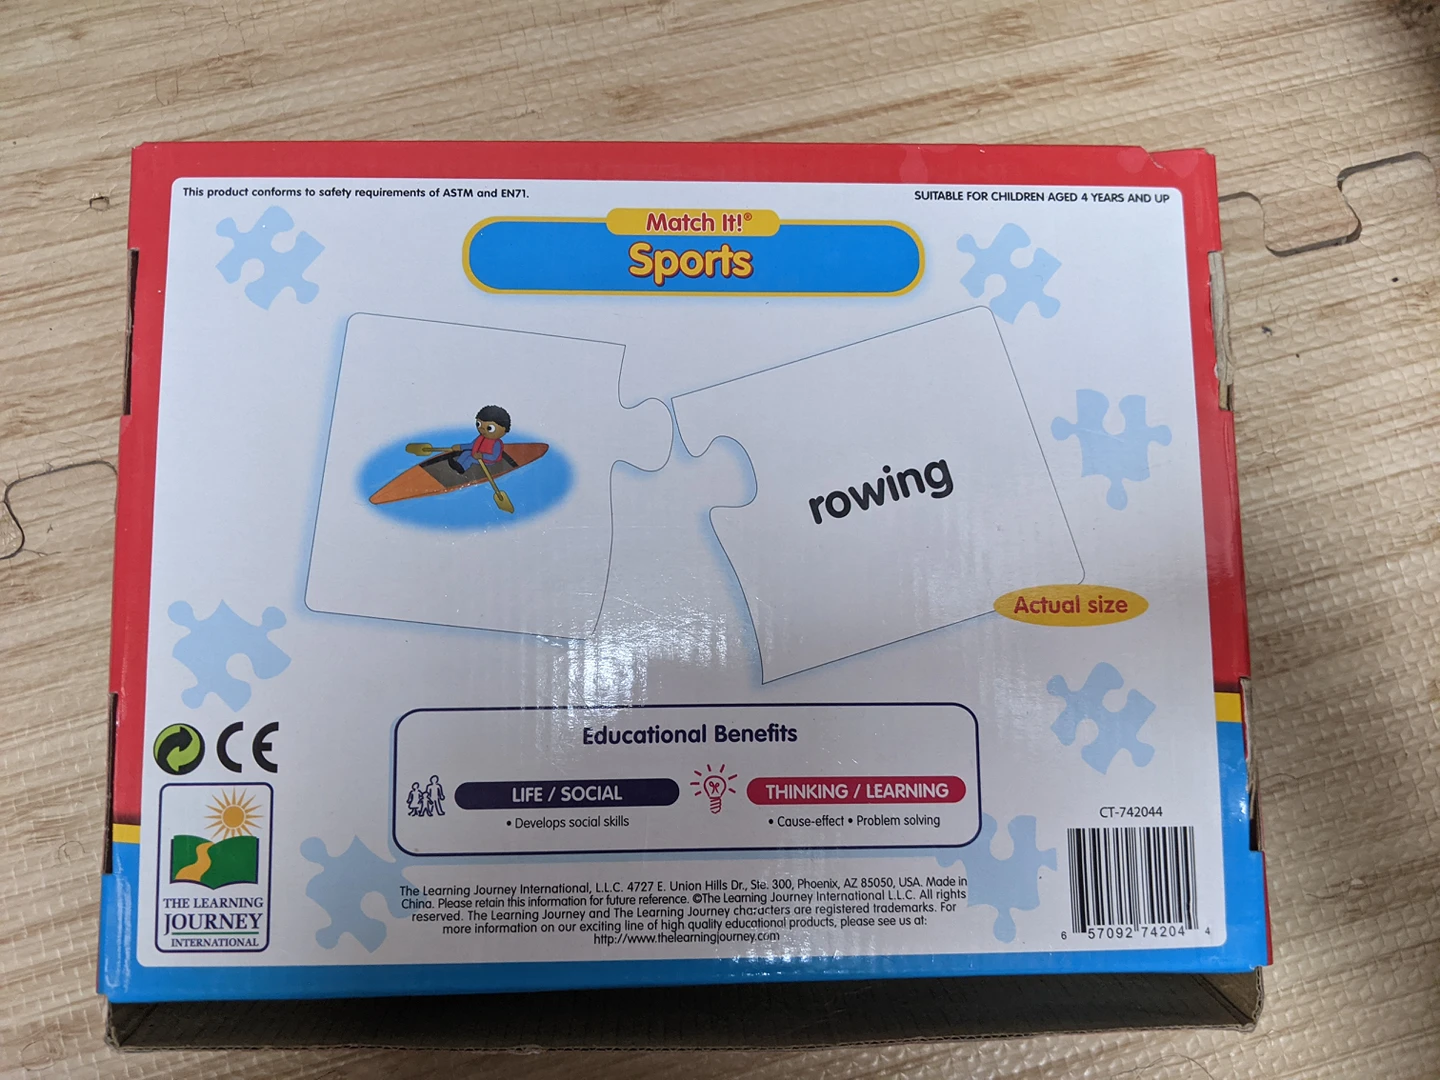 This product conforms to safety requirements of ASTM and EN71.
SUITABLE FOR CHILDREN AGED 4 YEARS AND UP
Match It!®
Sports
rowing
Actual size
Educational Benefits
LIFE / SOCIAL
• Develops social skills
THINKING / LEARNING
• Cause-effect • Problem solving
CE
THE LEARNING
JOURNEY
INTERNATIONAL
The Learning Journey International, L.L.C. 4727 E. Union Hills Dr., Ste. 300, Phoenix, AZ 85050, USA. Made in
China. Please retain this information for future reference. ©The Learning Journey International L.L.C. All rights
reserved. The Learning Journey and The Learning Journey characters are registered trademarks. For
more information on our exciting line of high quality educational products, please see us at:
http://www.thelearningjourney.com
CT-742044
6 57092 74204 4